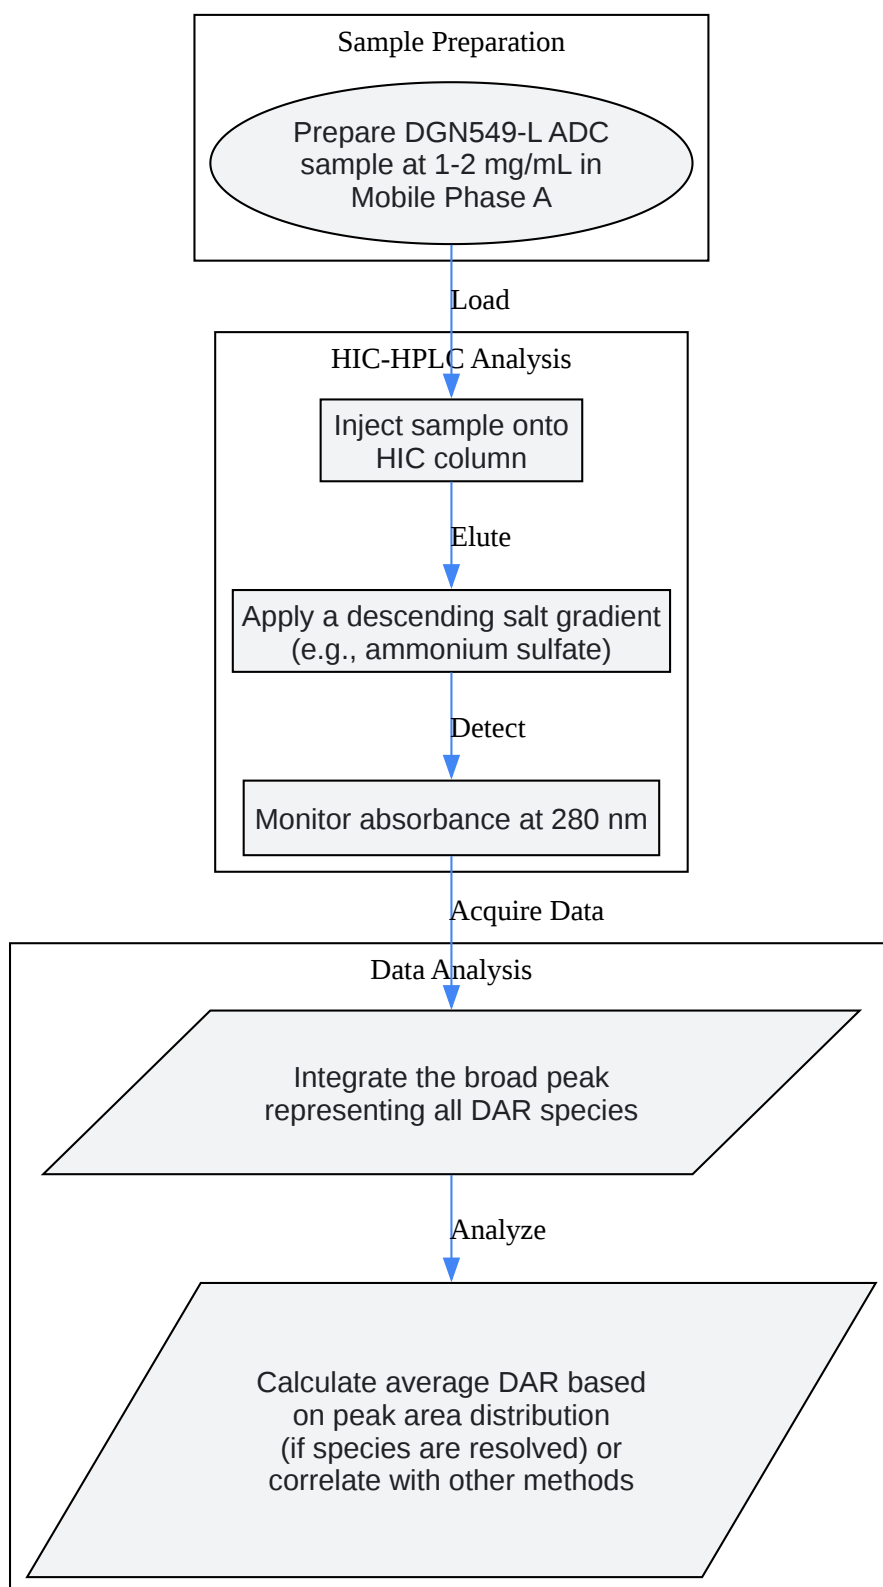 Sample Preparation
Prepare DGN549-L ADC
sample at 1-2 mg/mL in
Mobile Phase A
Load
HIC-HPLC Analysis
Inject sample onto
HIC column
Elute
Apply a descending salt gradient
(e.g., ammonium sulfate)
Detect
Monitor absorbance at 280 nm
Acquire Data
Data Analysis
Integrate the broad peak
representing all DAR species
Analyze
Calculate average DAR based
on peak area distribution
(if species are resolved) or
correlate with other methods